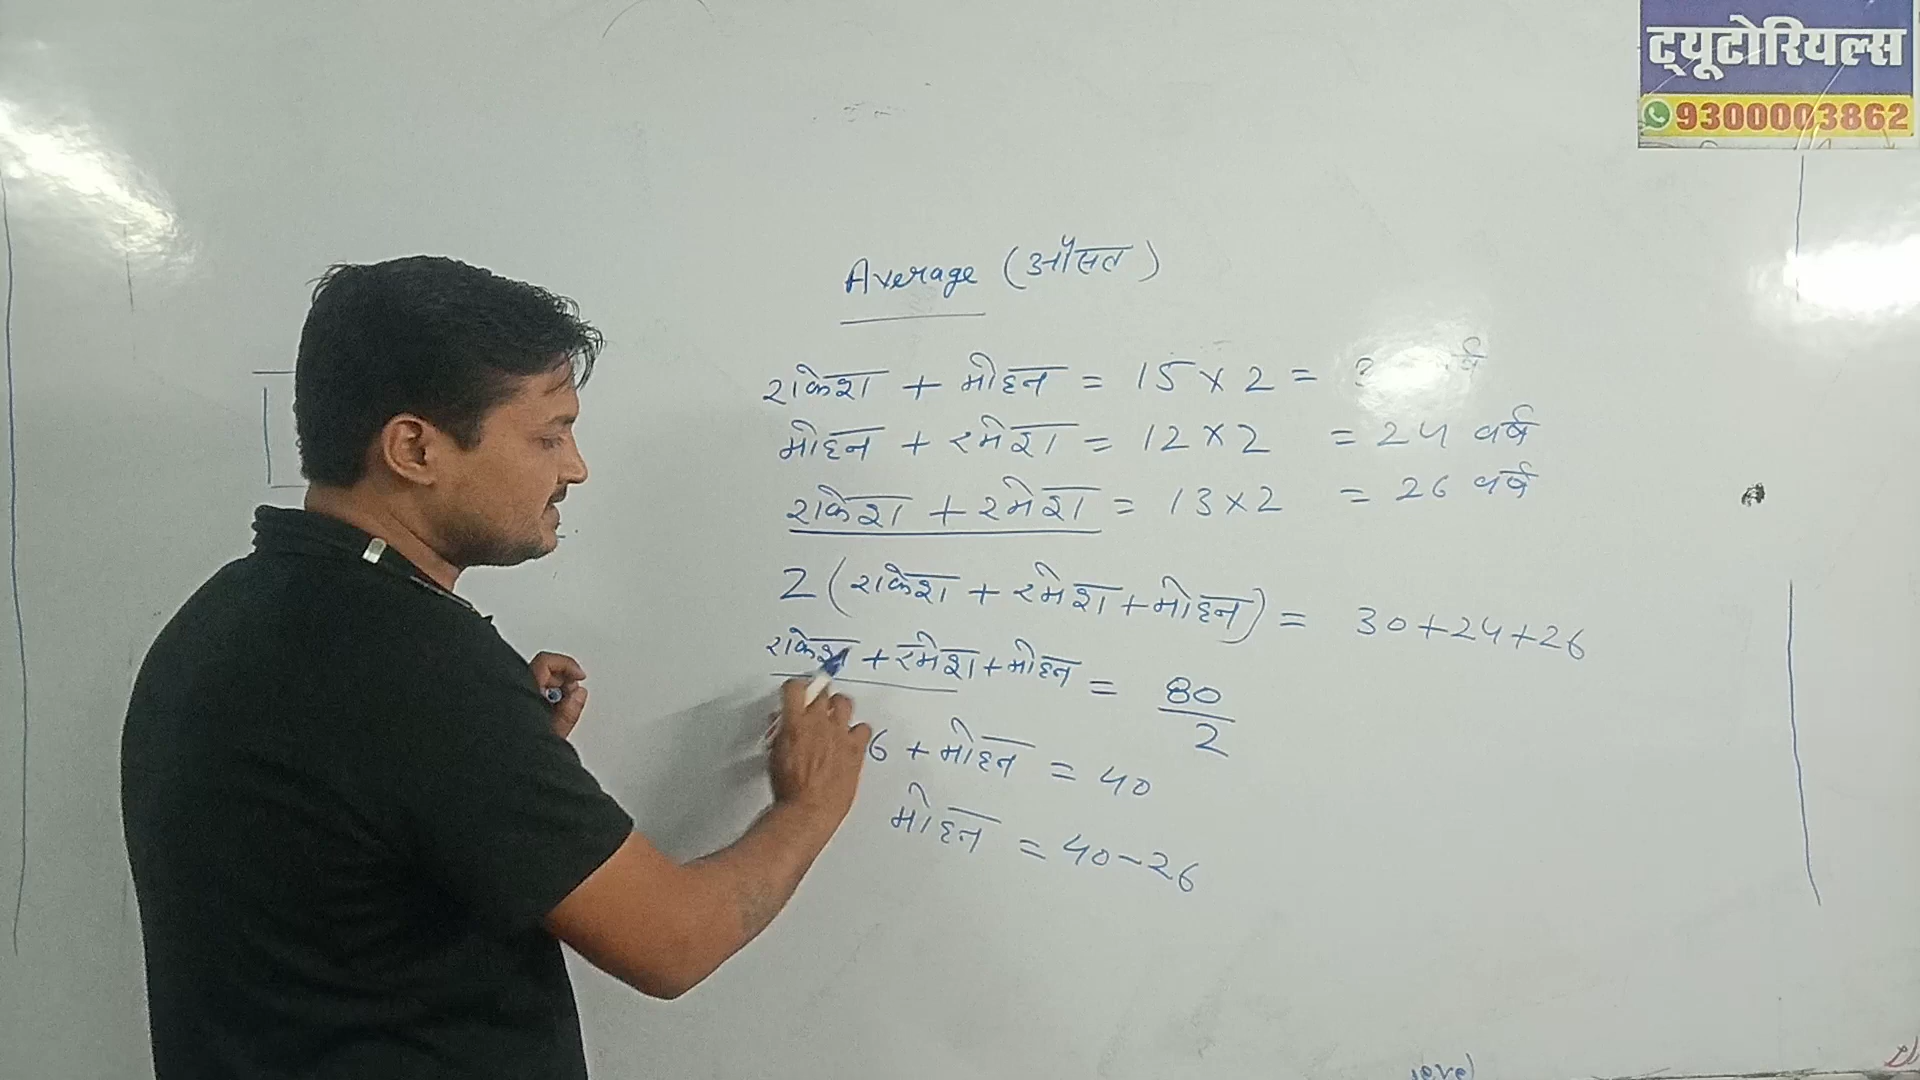 ट्यूटोरियल्स
9300003862
Average (औसत)
राकेश + मोहन = 15 × 2 =
मोहन + रमेश = 12 × 2 = 24 वर्ष
राकेश + रमेश = 13 × 2 = 26 वर्ष
2 (राकेश + रमेश + मोहन) = 30 + 24 + 26
राकेश + रमेश + मोहन = 80/2
6 + मोहन = 40
मोहन = 40 - 26